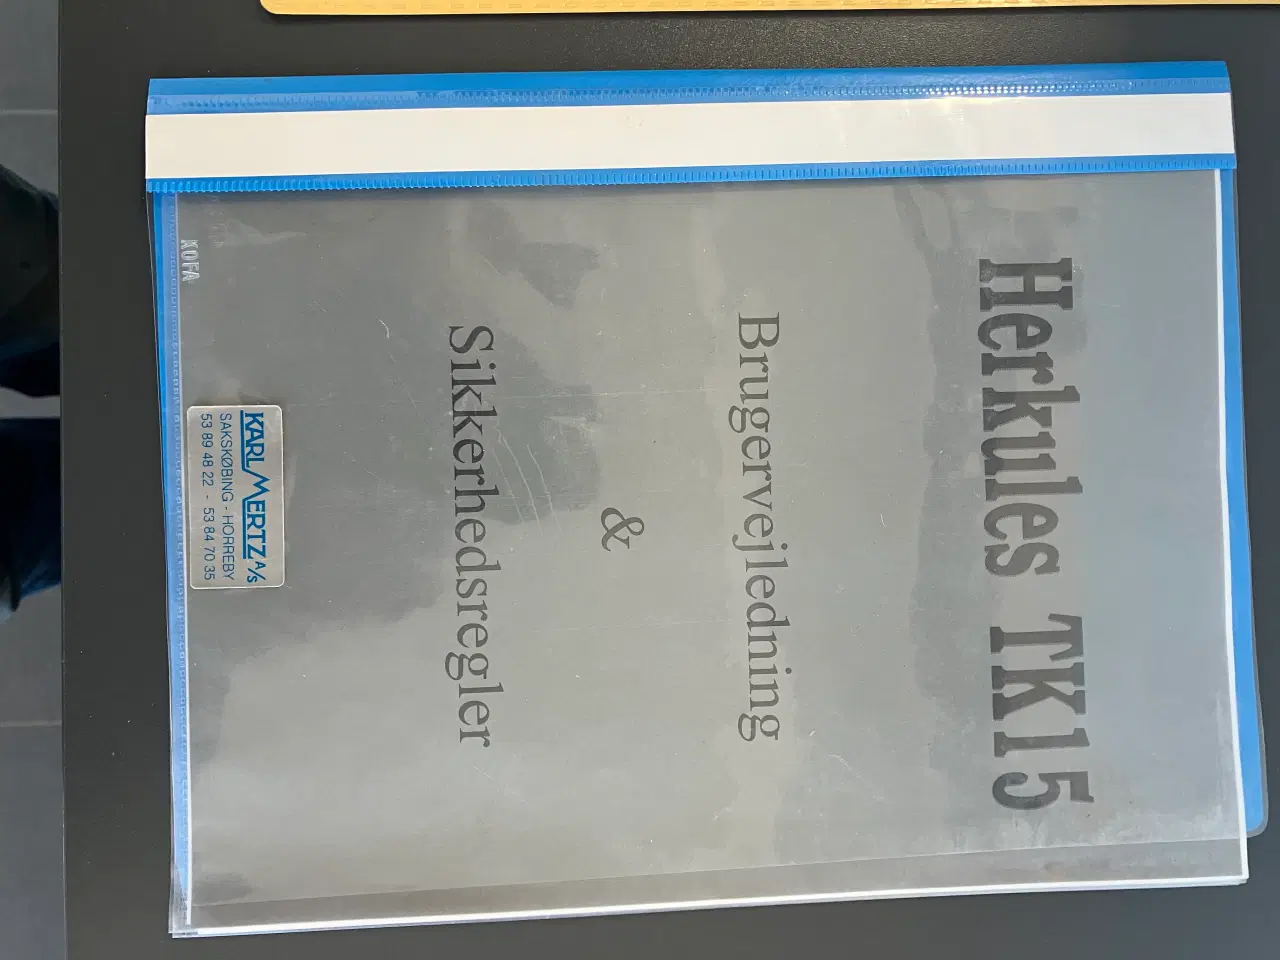 Herkules TK15
Brugervejledning
&
Sikkerhedsregler
KARL MERTZ A/S
SAKSKØBING - HORREBY
53 89 48 22 - 53 84 70 35
KOFA